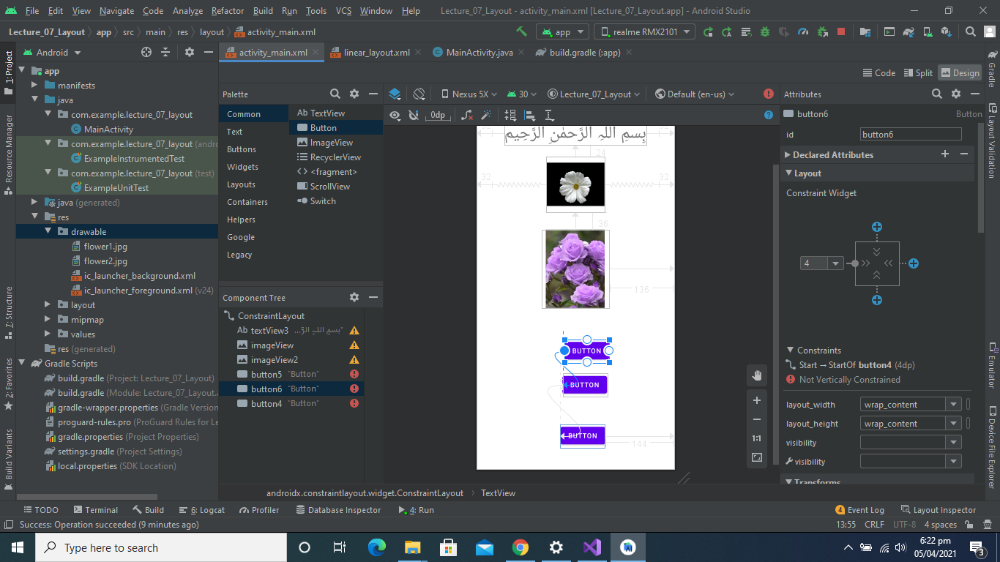 File Edit View Navigate Code Analyze Refactor Build Run Tools VCS Window Help Lecture_07_Layout - activity_main.xml [Lecture_07_Layout.app] - Android Studio
Lecture_07_Layout app src main res layout activity_main.xml app realme RMX2101
1: Project
Resource Manager
7: Structure
2: Favorites
Build Variants
Android
app
manifests
java
com.example.lecture_07_layout
MainActivity
com.example.lecture_07_layout (andro
ExampleInstrumentedTest
com.example.lecture_07_layout (test)
ExampleUnitTest
java (generated)
res
drawable
flower1.jpg
flower2.jpg
ic_launcher_background.xml
ic_launcher_foreground.xml (v24)
layout
mipmap
values
res (generated)
Gradle Scripts
build.gradle (Project: Lecture_07_Layout)
build.gradle (Module: Lecture_07_Layout.
gradle-wrapper.properties (Gradle Version
proguard-rules.pro (ProGuard Rules for Le
gradle.properties (Project Properties)
settings.gradle (Project Settings)
local.properties (SDK Location)
activity_main.xml linear_layout.xml MainActivity.java build.gradle (:app)
Code Split Design
Palette
Common
Text
Buttons
Widgets
Layouts
Containers
Helpers
Google
Legacy
Ab TextView
Button
ImageView
RecyclerView
<fragment>
ScrollView
Switch
Component Tree
ConstraintLayout
Ab textView3 "بِسمِ اللہِ الرَّ...
imageView
imageView2
button5 "Button"
button6 "Button"
button4 "Button"
Nexus 5X 30 Lecture_07_Layout Default (en-us)
0dp
بِسمِ اللہِ الرَّحمٰنِ الرَّحِیم
24
32 32
36
136
BUTTON
BUTTON
BUTTON
144
1:1
Attributes
button6 Button
id button6
Declared Attributes
Layout
Constraint Widget
4
Constraints
Start → StartOf button4 (4dp)
Not Vertically Constrained
layout_width wrap_content
layout_height wrap_content
visibility
visibility
Transforms
Gradle
Layout Validation
Emulator
Device File Explorer
androidx.constraintlayout.widget.ConstraintLayout TextView
TODO Terminal Build 6: Logcat Profiler Database Inspector 4: Run 4 Event Log Layout Inspector
Success: Operation succeeded (9 minutes ago) 13:55 CRLF UTF-8 4 spaces
Type here to search
6:22 pm
05/04/2021
3